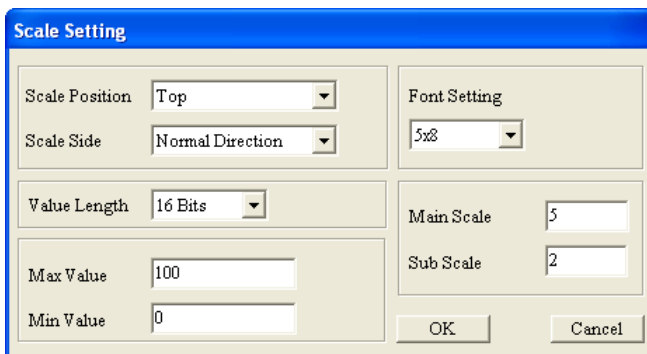 Scale Setting
Scale Position Top
Scale Side Normal Direction
Font Setting
5x8
Value Length 16 Bits
Main Scale 5
Sub Scale 2
Max Value 100
Min Value 0
OK Cancel